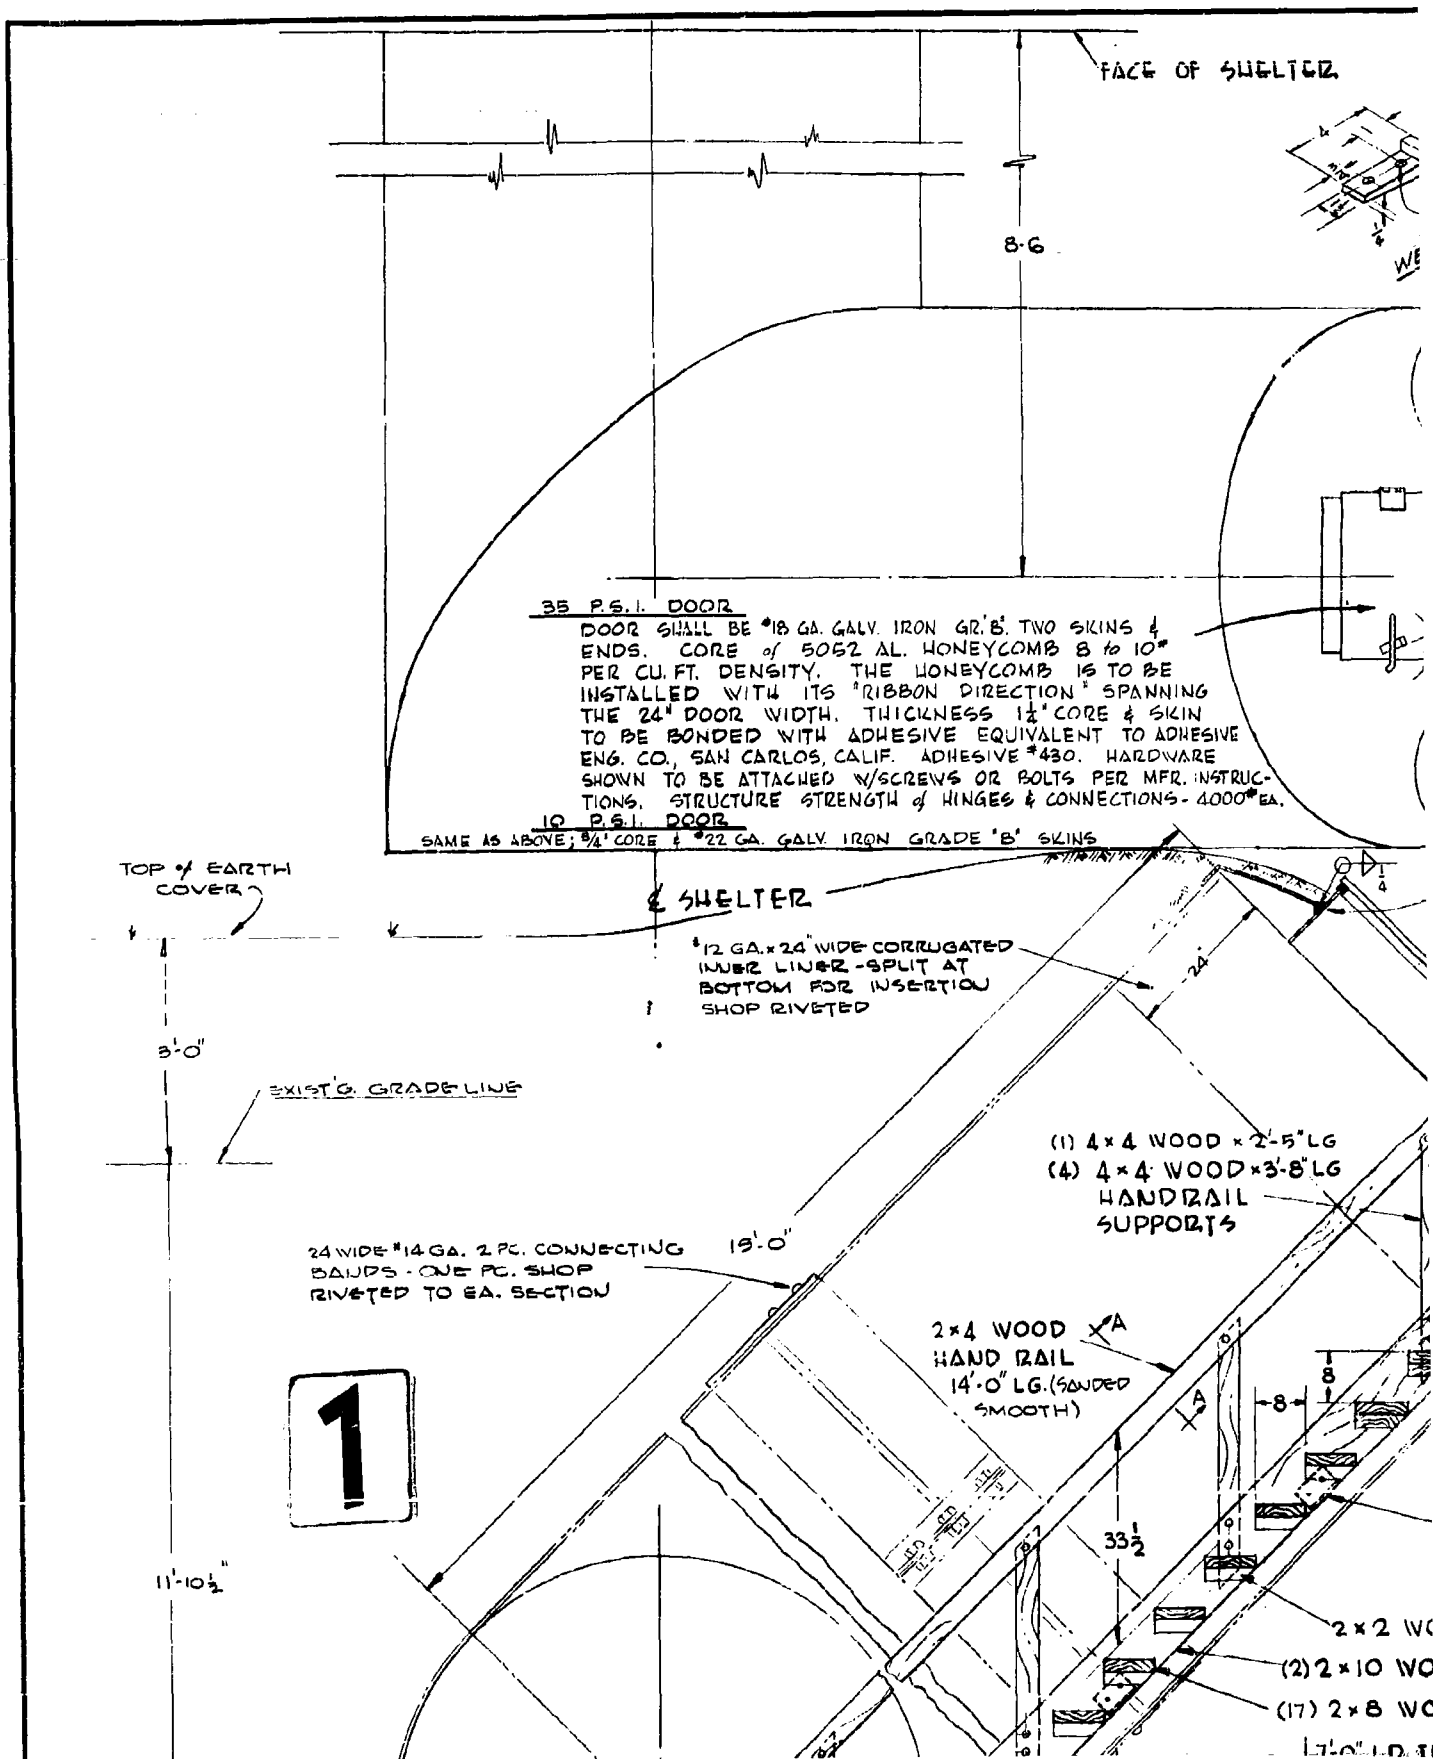 FACE OF SHELTER
4
1/4
8-6
35 P.S.I. DOOR
DOOR SHALL BE #18 GA. GALV. IRON GR.'B'. TWO SKINS &
ENDS. CORE of 5052 AL. HONEYCOMB 8 to 10#
PER CU. FT. DENSITY. THE HONEYCOMB IS TO BE
INSTALLED WITH ITS "RIBBON DIRECTION" SPANNING
THE 24" DOOR WIDTH. THICKNESS 1¼" CORE & SKIN
TO BE BONDED WITH ADHESIVE EQUIVALENT TO ADHESIVE
ENG. CO., SAN CARLOS, CALIF. ADHESIVE #430. HARDWARE
SHOWN TO BE ATTACHED W/SCREWS OR BOLTS PER MFR. INSTRUC-
TIONS. STRUCTURE STRENGTH of HINGES & CONNECTIONS - 4000# EA.
10 P.S.I. DOOR
SAME AS ABOVE; 3/4" CORE & #22 GA. GALV. IRON GRADE "B" SKINS
TOP of EARTH
COVER
℄ SHELTER
1/4
#12 GA. x 24" WIDE CORRUGATED
INNER LINER - SPLIT AT
BOTTOM FOR INSERTION
SHOP RIVETED
24"
3'-0"
EXIST'G. GRADE LINE
(1) 4 x 4 WOOD x 2'-5" LG
(4) 4 x 4 WOOD x 3'-8" LG
HANDRAIL
SUPPORTS
24 WIDE #14 GA. 2 PC. CONNECTING
BANDS - ONE PC. SHOP
RIVETED TO EA. SECTION
15'-0"
2 x 4 WOOD
HAND RAIL
14'-0" LG. (SANDED
SMOOTH)
A
A
8
8
1
33½
11'-10½"
2 x 2 WO
(2) 2 x 10 WO
(17) 2 x 8 WO